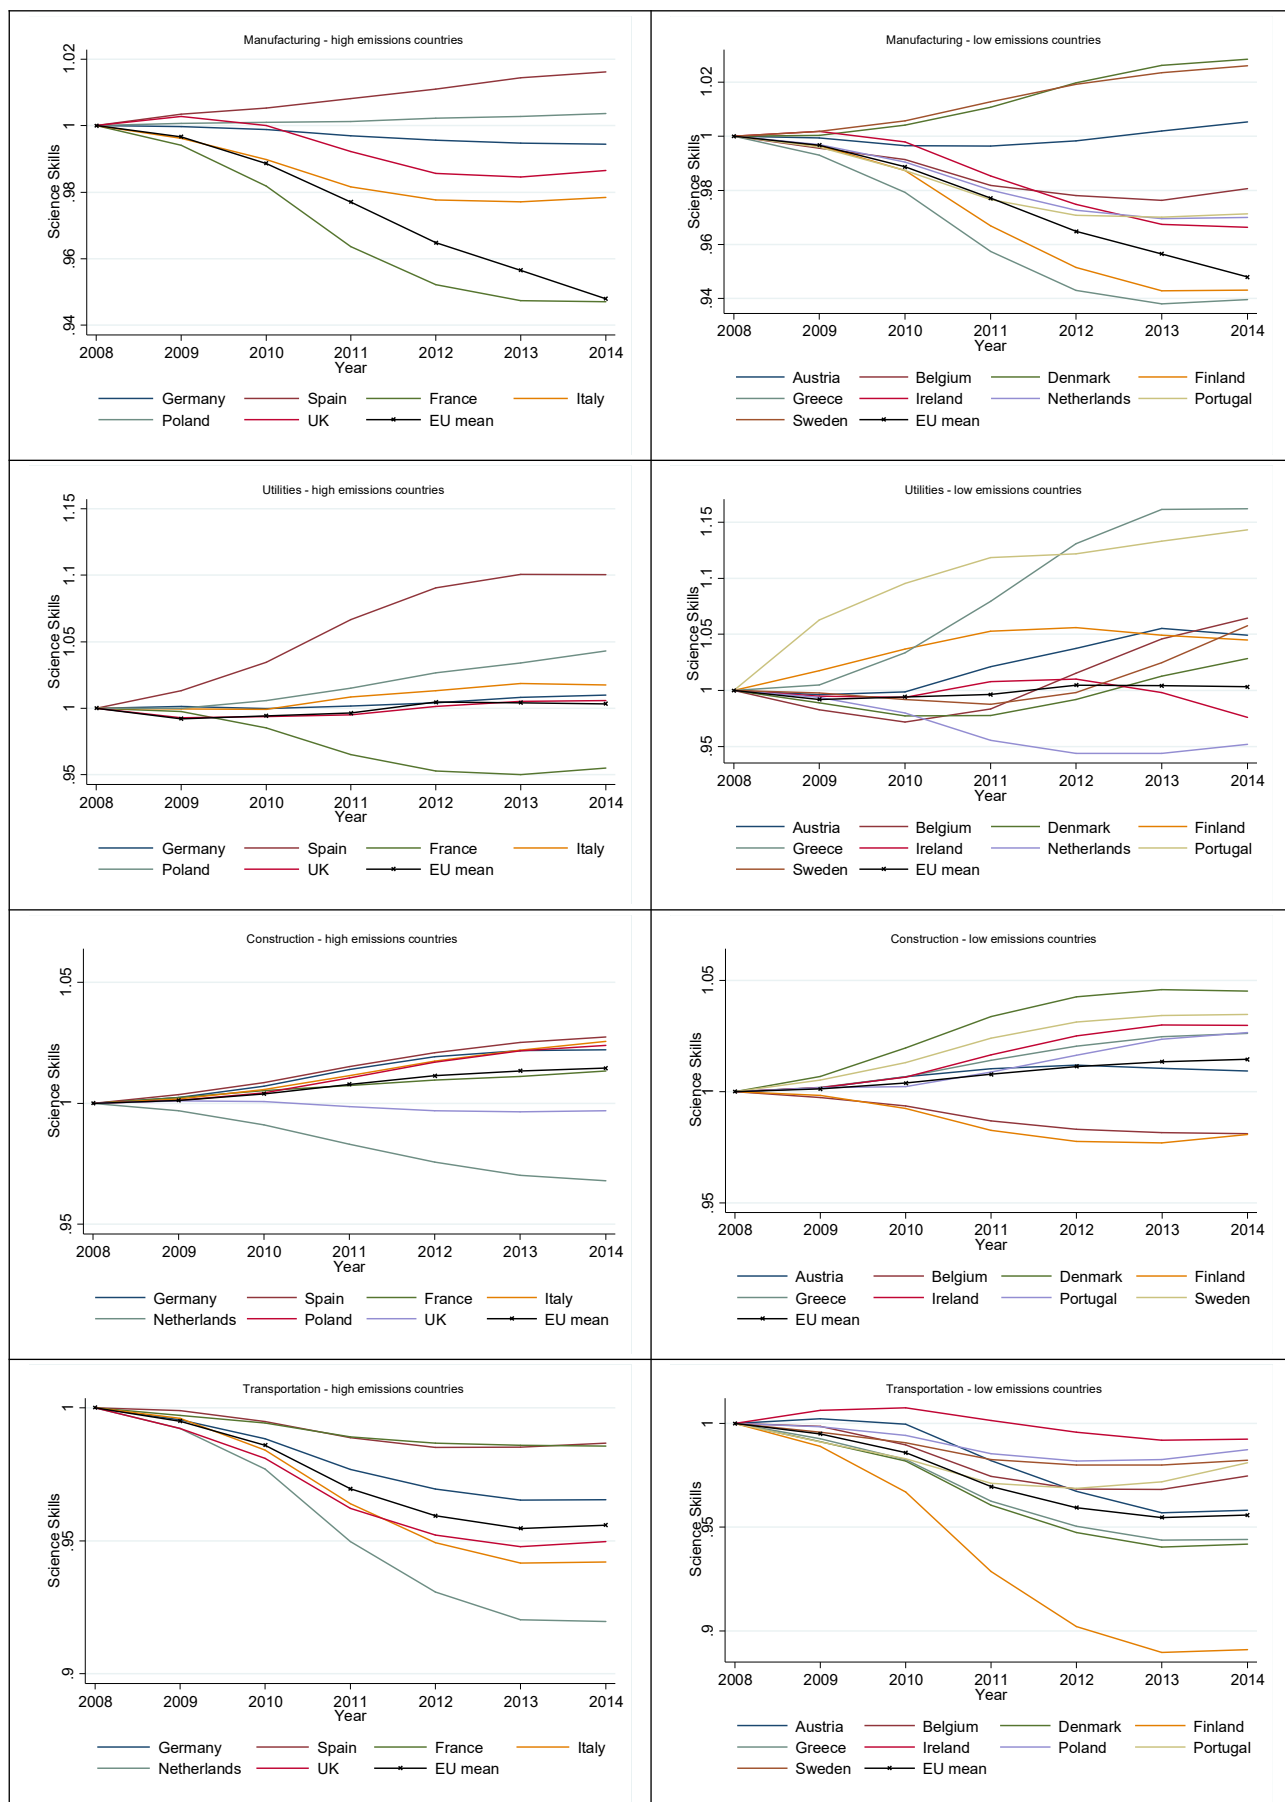 Manufacturing - high emissions countries
Science Skills
1.02
1
.98
.96
.94
2008 2009 2010 2011 2012 2013 2014
Year
Germany Spain France Italy
Poland UK EU mean
Manufacturing - low emissions countries
Science Skills
1.02
1
.98
.96
.94
2008 2009 2010 2011 2012 2013 2014
Year
Austria Belgium Denmark Finland
Greece Ireland Netherlands Portugal
Sweden EU mean
Utilities - high emissions countries
Science Skills
1.15
1.1
1.05
1
.95
2008 2009 2010 2011 2012 2013 2014
Year
Germany Spain France Italy
Poland UK EU mean
Utilities - low emissions countries
Science Skills
1.15
1.1
1.05
1
.95
2008 2009 2010 2011 2012 2013 2014
Year
Austria Belgium Denmark Finland
Greece Ireland Netherlands Portugal
Sweden EU mean
Construction - high emissions countries
Science Skills
1.05
1
.95
2008 2009 2010 2011 2012 2013 2014
Year
Germany Spain France Italy
Netherlands Poland UK EU mean
Construction - low emissions countries
Science Skills
1.05
1
.95
2008 2009 2010 2011 2012 2013 2014
Year
Austria Belgium Denmark Finland
Greece Ireland Portugal Sweden
EU mean
Transportation - high emissions countries
Science Skills
1
.95
.9
2008 2009 2010 2011 2012 2013 2014
Year
Germany Spain France Italy
Netherlands UK EU mean
Transportation - low emissions countries
Science Skills
1
.95
.9
2008 2009 2010 2011 2012 2013 2014
Year
Austria Belgium Denmark Finland
Greece Ireland Poland Portugal
Sweden EU mean